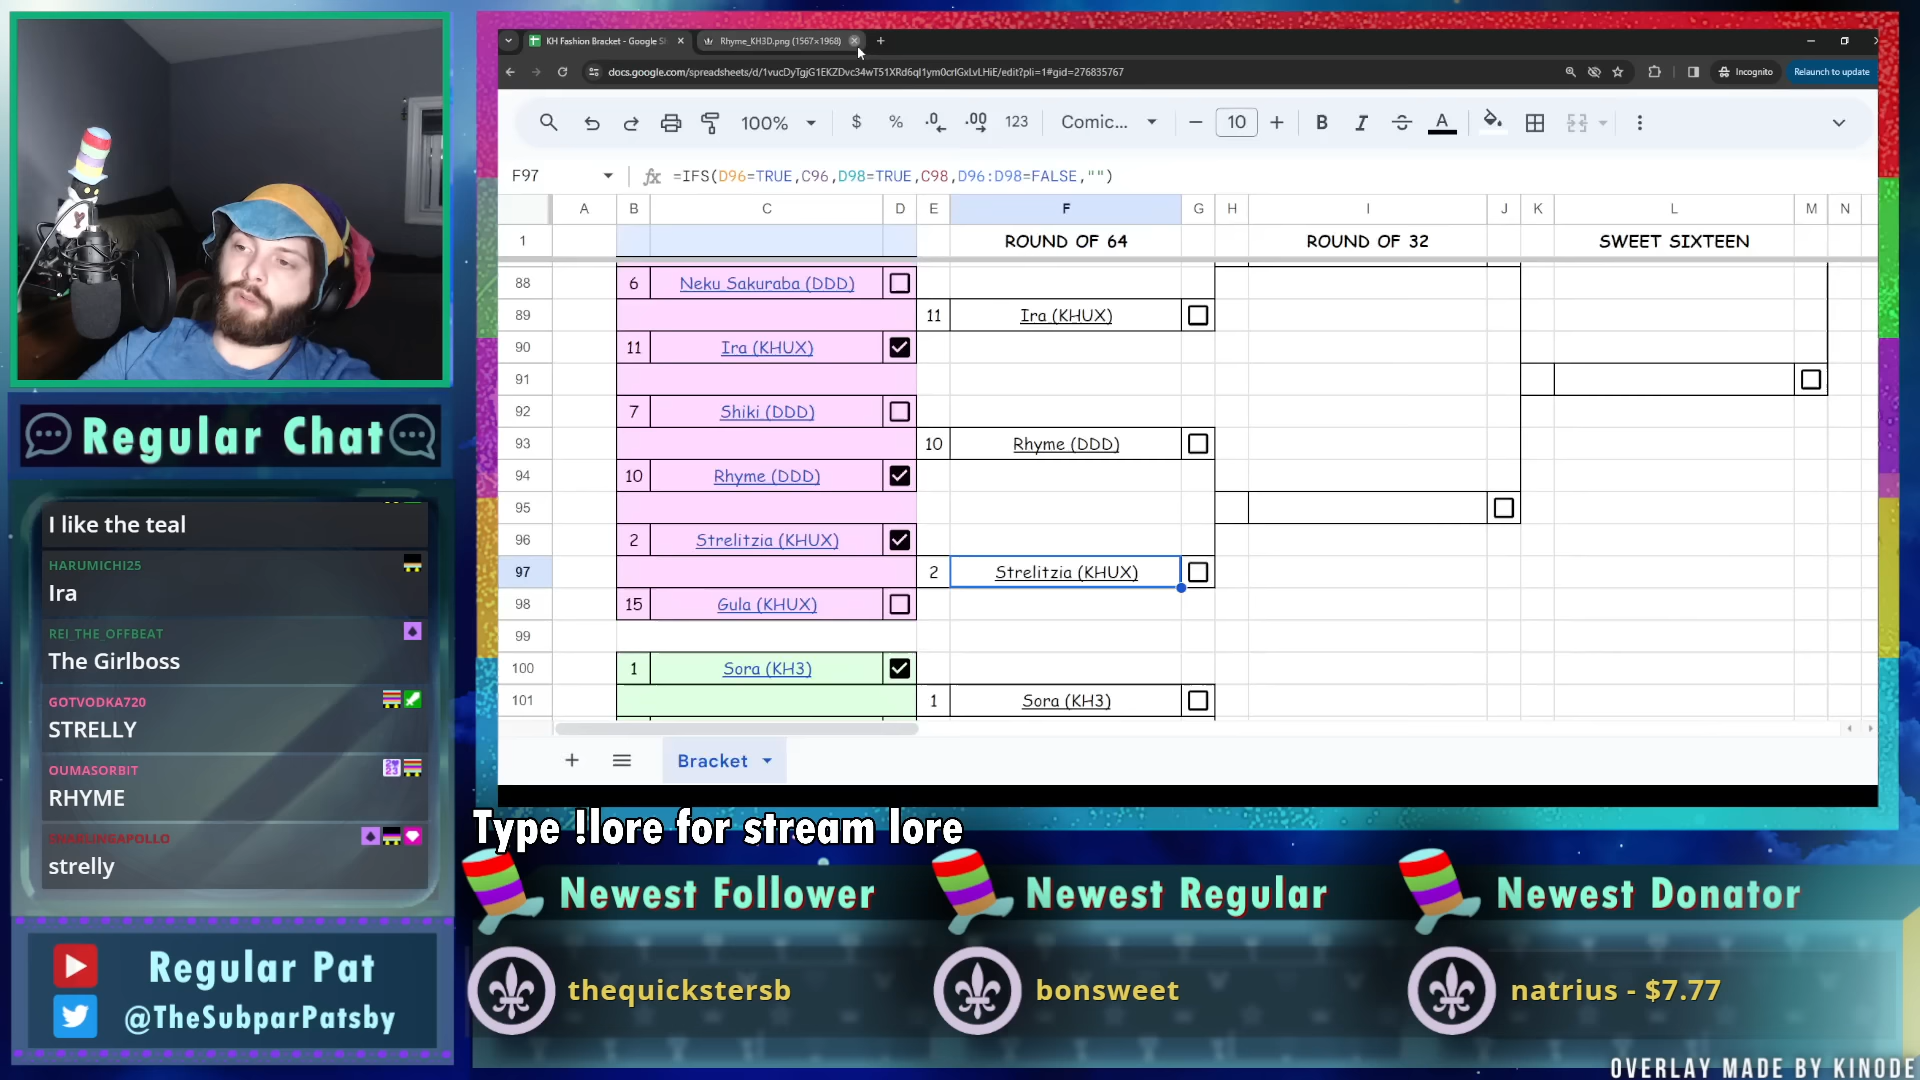 KH Fashion Bracket - Google Sh
Rhyme_KH3D.png (1567×1968)
docs.google.com/spreadsheets/d/1vucDyTgjG1EKZDvc34wT51XRd6qI1ym0crIGxLvLHiE/edit?pli=1#gid=276835767
Incognito
Relaunch to update
100%
$
%
.0
.00
123
Comic...
10
B
I
A
F97
fx
=IFS(D96=TRUE,C96,D98=TRUE,C98,D96:D98=FALSE,"")
A B C D E F G H I J K L M N
1 ROUND OF 64 ROUND OF 32 SWEET SIXTEEN
88 6 Neku Sakuraba (DDD)
89 11 Ira (KHUX)
90 11 Ira (KHUX)
91
92 7 Shiki (DDD)
93 10 Rhyme (DDD)
94 10 Rhyme (DDD)
95
96 2 Strelitzia (KHUX)
97 2 Strelitzia (KHUX)
98 15 Gula (KHUX)
99
100 1 Sora (KH3)
101 1 Sora (KH3)
Bracket
Regular Chat
I like the teal
HARUMICHI25
Ira
REI_THE_OFFBEAT
The Girlboss
GOTVODKA720
STRELLY
OUMASORBIT
RHYME
strelly
Regular Pat
@TheSubparPatsby
Type !lore for stream lore
Newest Follower
thequickstersb
Newest Regular
bonsweet
Newest Donator
natrius - $7.77
OVERLAY MADE BY KINODE